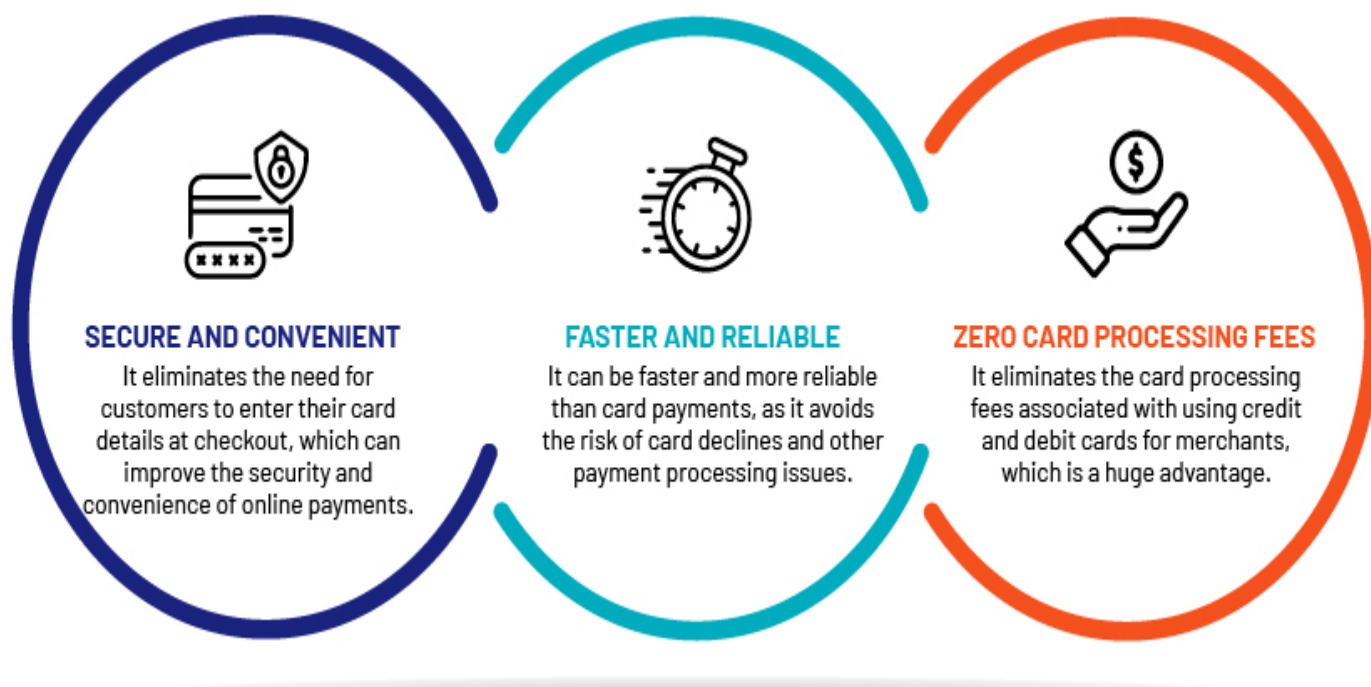 ××××
$
SECURE AND CONVENIENT
It eliminates the need for
customers to enter their card
details at checkout, which can
improve the security and
convenience of online payments.
FASTER AND RELIABLE
It can be faster and more reliable
than card payments, as it avoids
the risk of card declines and other
payment processing issues.
ZERO CARD PROCESSING FEES
It eliminates the card processing
fees associated with using credit
and debit cards for merchants,
which is a huge advantage.